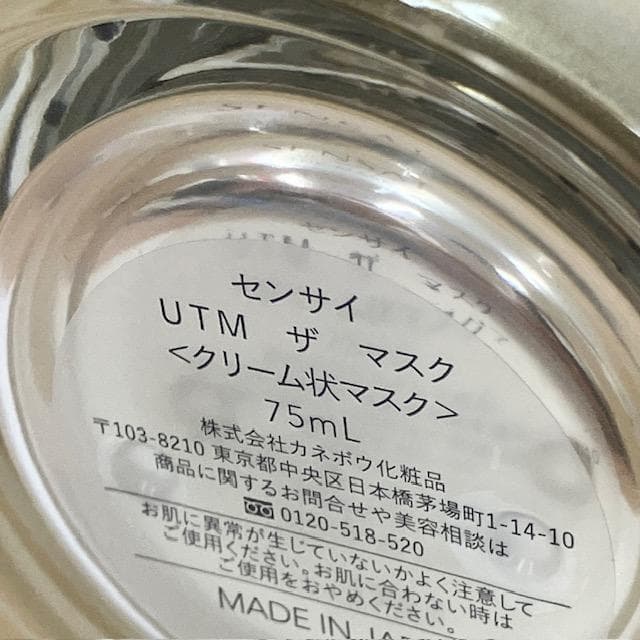 センサイ
UTM ザ マスク
<クリーム状マスク>
75mL
株式会社カネボウ化粧品
〒103-8210 東京都中央区日本橋茅場町1-14-10
商品に関するお問合せや美容相談は
0120-518-520
お肌に異常が生じていないかよく注意して
ご使用ください。お肌に合わない時は
ご使用をおやめください。
MADE IN